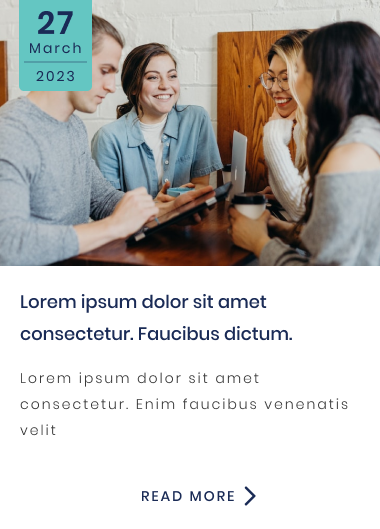 27
March
2023
Lorem ipsum dolor sit amet
consectetur. Faucibus dictum.
Lorem ipsum dolor sit amet
consectetur. Enim faucibus venenatis
velit
READ MORE